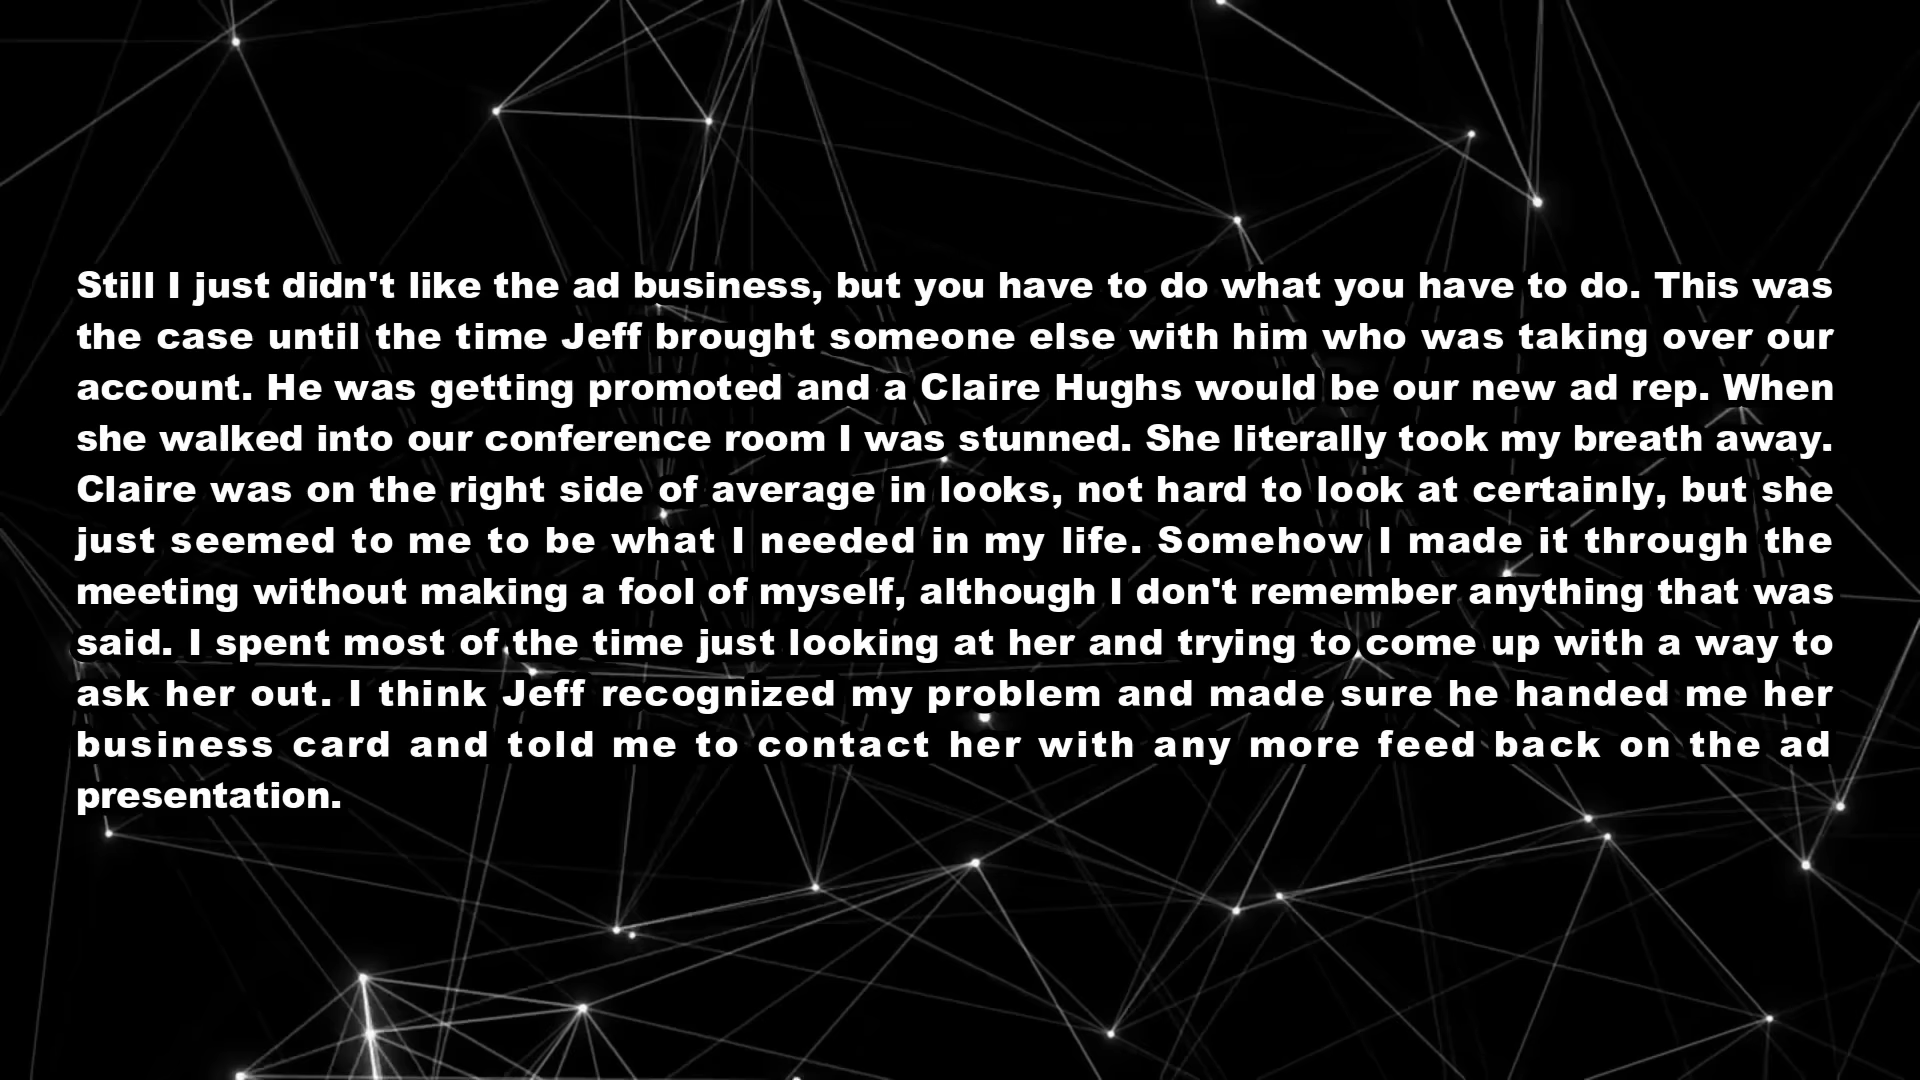 Still I just didn't like the ad business, but you have to do what you have to do. This was
the case until the time Jeff brought someone else with him who was taking over our
account. He was getting promoted and a Claire Hughs would be our new ad rep. When
she walked into our conference room I was stunned. She literally took my breath away.
Claire was on the right side of average in looks, not hard to look at certainly, but she
just seemed to me to be what I needed in my life. Somehow I made it through the
meeting without making a fool of myself, although I don't remember anything that was
said. I spent most of the time just looking at her and trying to come up with a way to
ask her out. I think Jeff recognized my problem and made sure he handed me her
business card and told me to contact her with any more feed back on the ad
presentation.